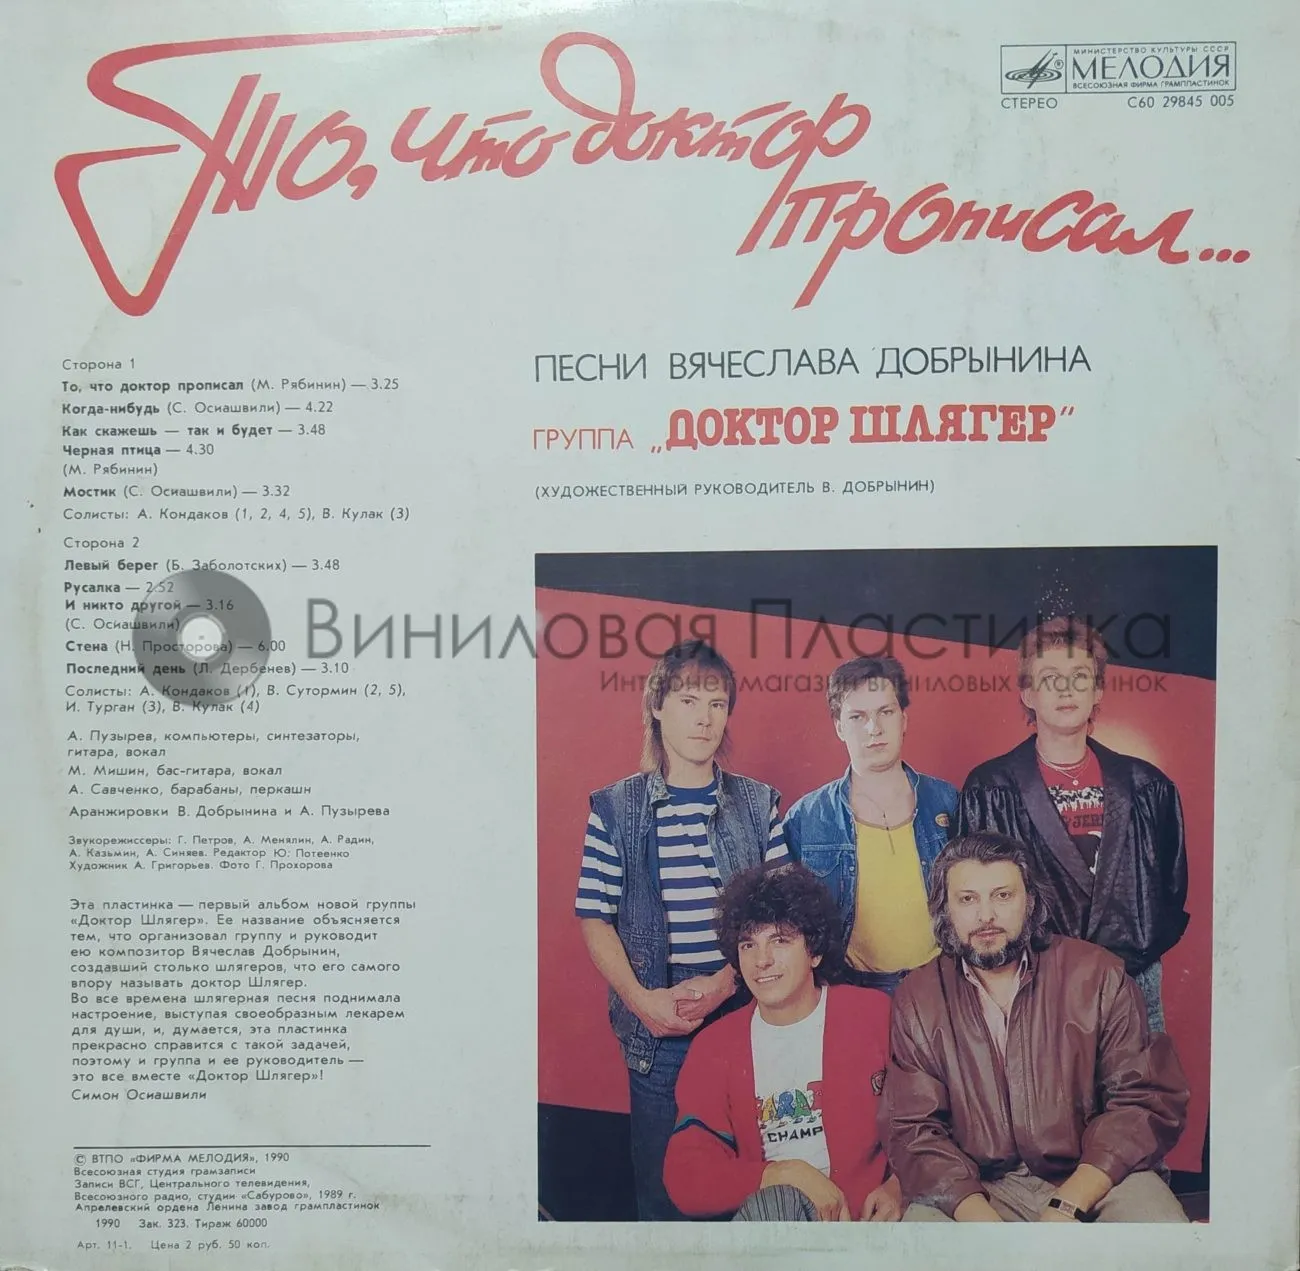 То, что доктор прописал...
МИНИСТЕРСТВО КУЛЬТУРЫ СССР
МЕЛОДИЯ
ВСЕСОЮЗНАЯ ФИРМА ГРАМПЛАСТИНОК
СТЕРЕО С60 29845 005
ПЕСНИ ВЯЧЕСЛАВА ДОБРЫНИНА
ГРУППА „ДОКТОР ШЛЯГЕР"
(ХУДОЖЕСТВЕННЫЙ РУКОВОДИТЕЛЬ В. ДОБРЫНИН)
Сторона 1
То, что доктор прописал (М. Рябинин) — 3.25
Когда-нибудь (С. Осиашвили) — 4.22
Как скажешь — так и будет — 3.48
Черная птица — 4.30
(М. Рябинин)
Мостик (С. Осиашвили) — 3.32
Солисты: А. Кондаков (1, 2, 4, 5), В. Кулак (3)
Сторона 2
Левый берег (Б. Заболотских) — 3.48
Русалка — 2.52
И никто другой — 3.16
(С. Осиашвили)
Стена (Н. Просторова) — 6.00
Последний день (Л. Дербенев) — 3.10
Солисты: А. Кондаков (1), В. Сутормин (2, 5),
И. Турган (3), В. Кулак (4)
А. Пузырев, компьютеры, синтезаторы,
гитара, вокал
М. Мишин, бас-гитара, вокал
А. Савченко, барабаны, перкашн
Аранжировки В. Добрынина и А. Пузырева
Звукорежиссеры: Г. Петров, А. Менялин, А. Радин,
А. Казьмин, А. Синяев. Редактор Ю. Потеенко
Художник А. Григорьев. Фото Г. Прохорова
Эта пластинка — первый альбом новой группы
«Доктор Шлягер». Ее название объясняется
тем, что организовал группу и руководит
ею композитор Вячеслав Добрынин,
создавший столько шлягеров, что его самого
впору называть доктор Шлягер.
Во все времена шлягерная песня поднимала
настроение, выступая своеобразным лекарем
для души, и, думается, эта пластинка
прекрасно справится с такой задачей,
поэтому и группа и ее руководитель —
это все вместе «Доктор Шлягер»!
Симон Осиашвили
© ВТПО «ФИРМА МЕЛОДИЯ», 1990
Всесоюзная студия грамзаписи
Записи ВСГ, Центрального телевидения,
Всесоюзного радио, студии «Сабурово», 1989 г.
Апрелевский ордена Ленина завод грампластинок
1990 Зак. 323. Тираж 60000
Арт. 11-1. Цена 2 руб. 50 коп.
Виниловая Пластинка
Интернет магазин виниловых пластинок
CHAMP